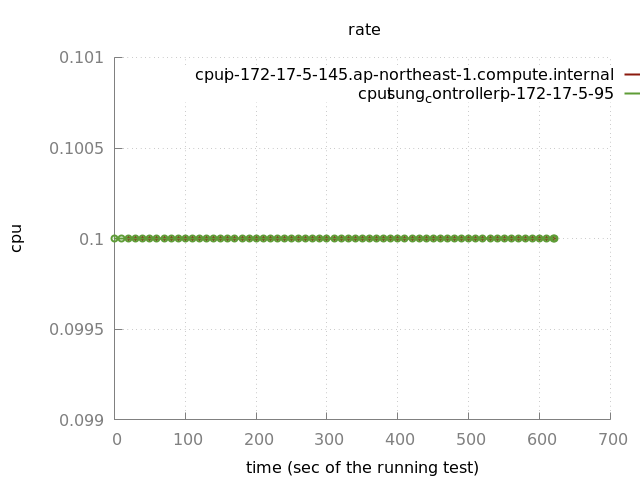 rate
0.101
cpu:ip-172-17-5-145.ap-northeast-1.compute.internal
cpu:tsung_controller:ip-172-17-5-95
0.1005
0.1
0.0995
0.099
cpu
0 100 200 300 400 500 600 700
time (sec of the running test)